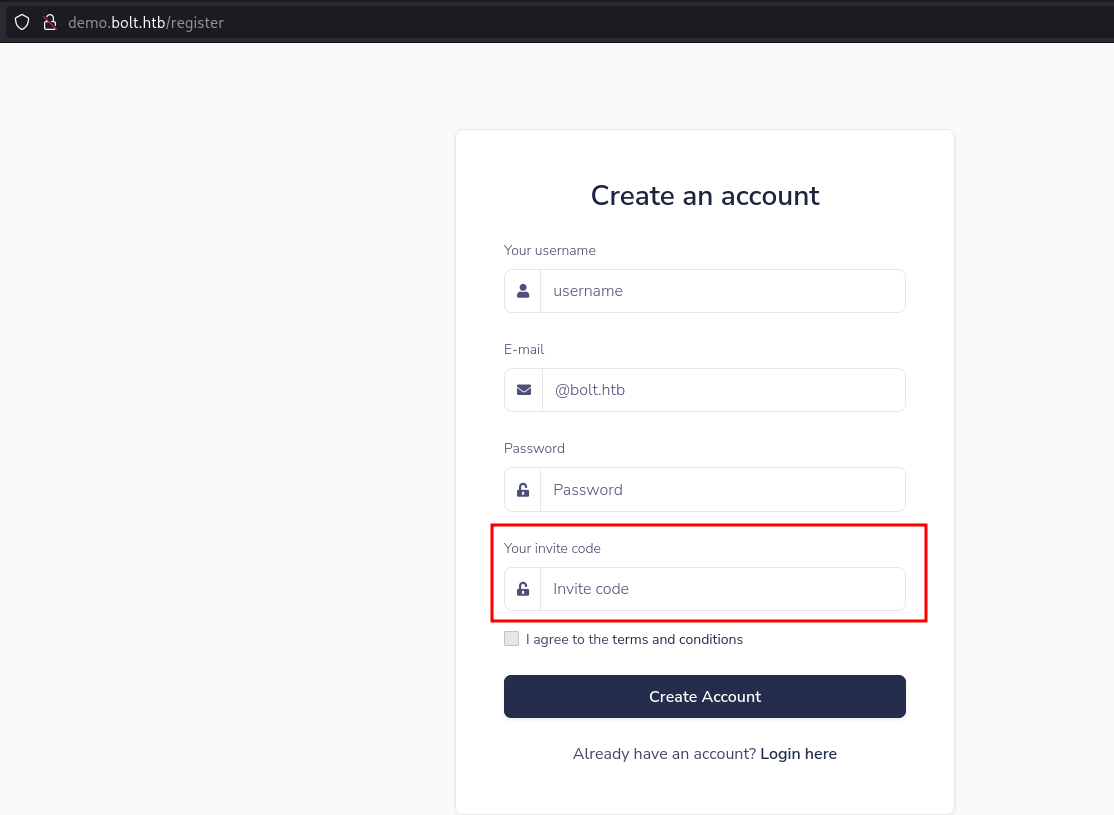 demo.bolt.htb/register
Create an account
Your username
username
E-mail
@bolt.htb
Password
Password
Your invite code
Invite code
I agree to the terms and conditions
Create Account
Already have an account? Login here